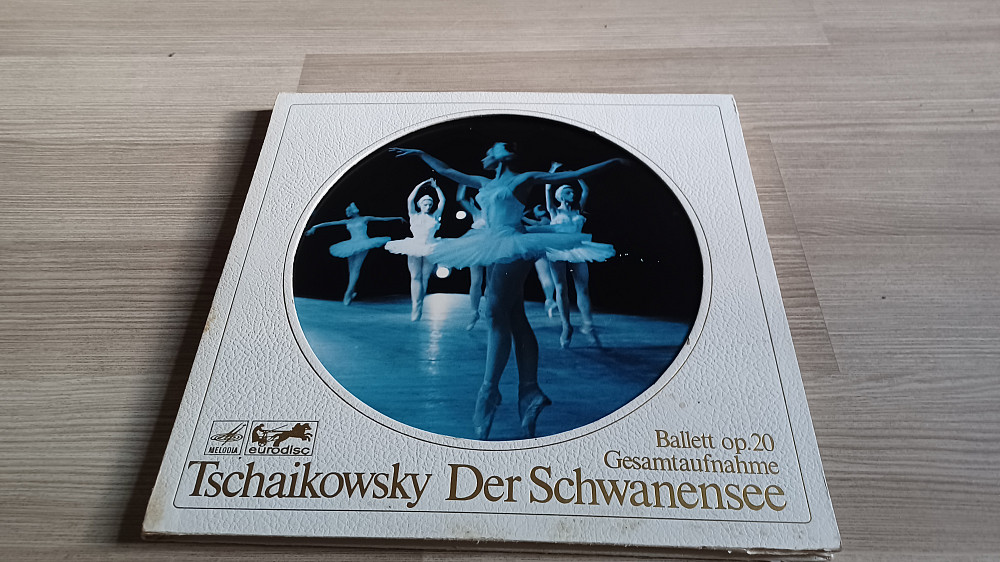 Ballett op.20
Gesamtaufnahme
MELODIA eurodisc
Tschaikowsky Der Schwanensee